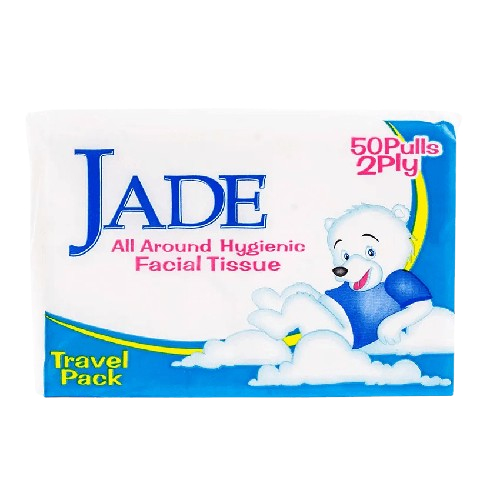 50Pulls
2Ply
JADE
All Around Hygienic
Facial Tissue
Travel
Pack